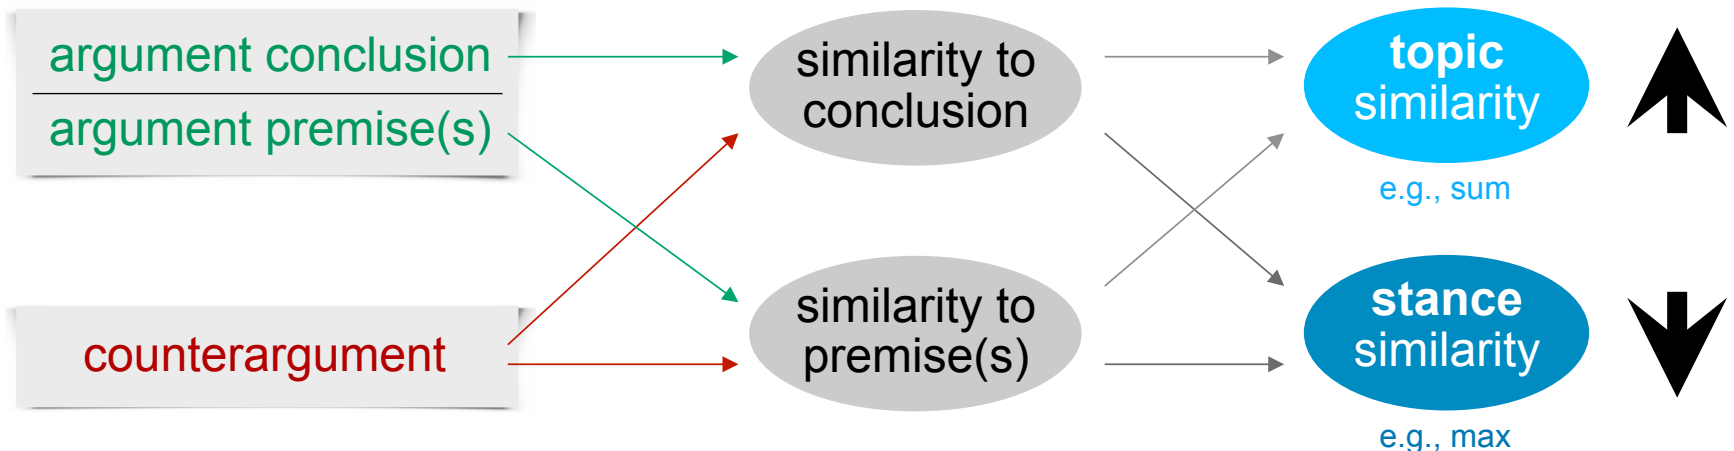 argument conclusion
argument premise(s)
counterargument
similarity to
conclusion
similarity to
premise(s)
topic
similarity
e.g., sum
stance
similarity
e.g., max